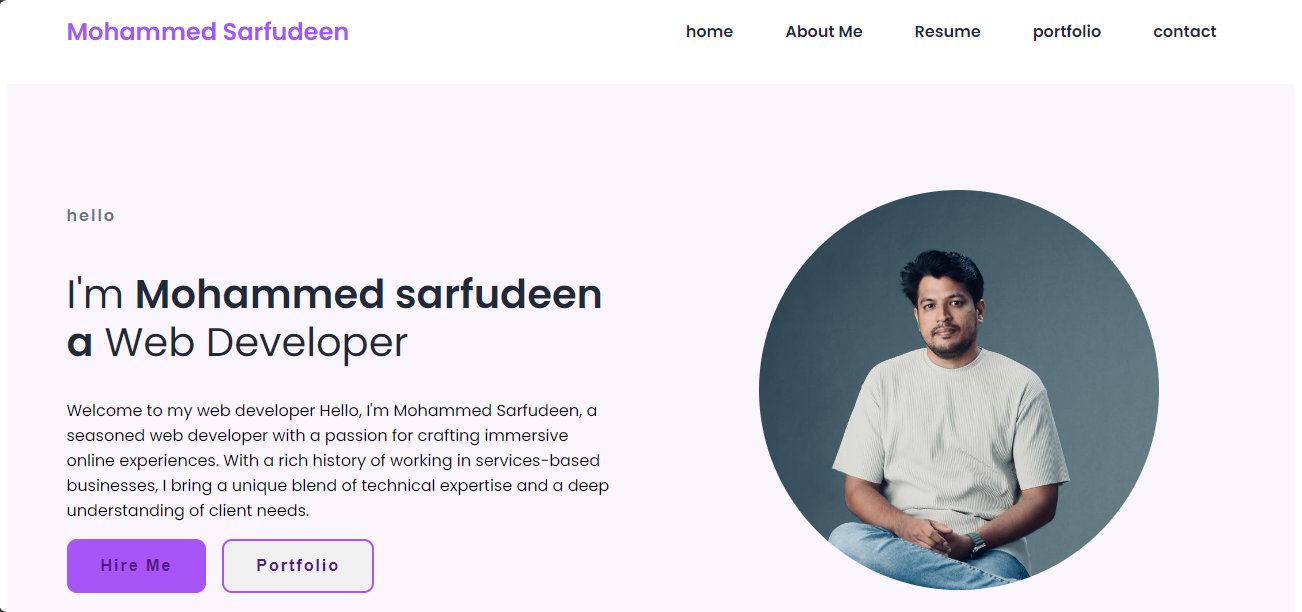 Mohammed Sarfudeen
home About Me Resume portfolio contact
hello
I'm Mohammed sarfudeen
a Web Developer
Welcome to my web developer Hello, I'm Mohammed Sarfudeen, a
seasoned web developer with a passion for crafting immersive
online experiences. With a rich history of working in services-based
businesses, I bring a unique blend of technical expertise and a deep
understanding of client needs.
Hire Me Portfolio